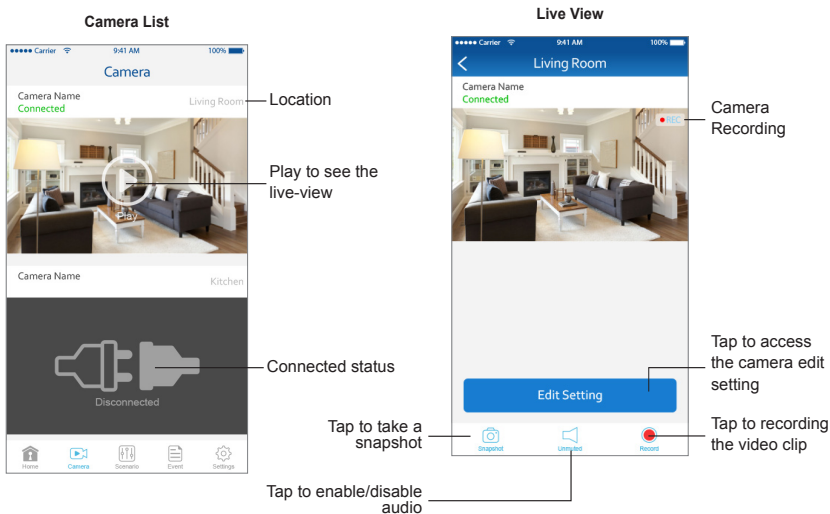 Camera List
Carrier 9:41 AM 100%
Camera
Camera Name
Connected
Living Room
Location
Play
Play to see the
live-view
Camera Name
Kitchen
Disconnected
Connected status
Home Camera Scenario Event Settings
Live View
Carrier 9:41 AM 100%
Living Room
Camera Name
Connected
REC
Camera
Recording
Edit Setting
Tap to access
the camera edit
setting
Snapshot Unmuted Record
Tap to take a
snapshot
Tap to enable/disable
audio
Tap to recording
the video clip